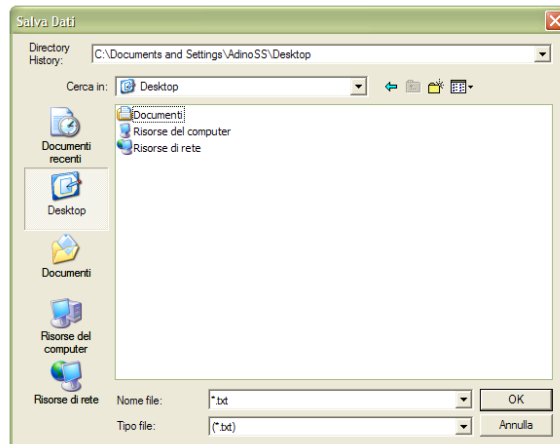 Salva Dati
Directory History: C:\Documents and Settings\AdinoSS\Desktop
Cerca in: Desktop
Documenti
Risorse del computer
Risorse di rete
Documenti recenti
Desktop
Documenti
Risorse del computer
Risorse di rete
Nome file: *.txt OK
Tipo file: (*.txt) Annulla